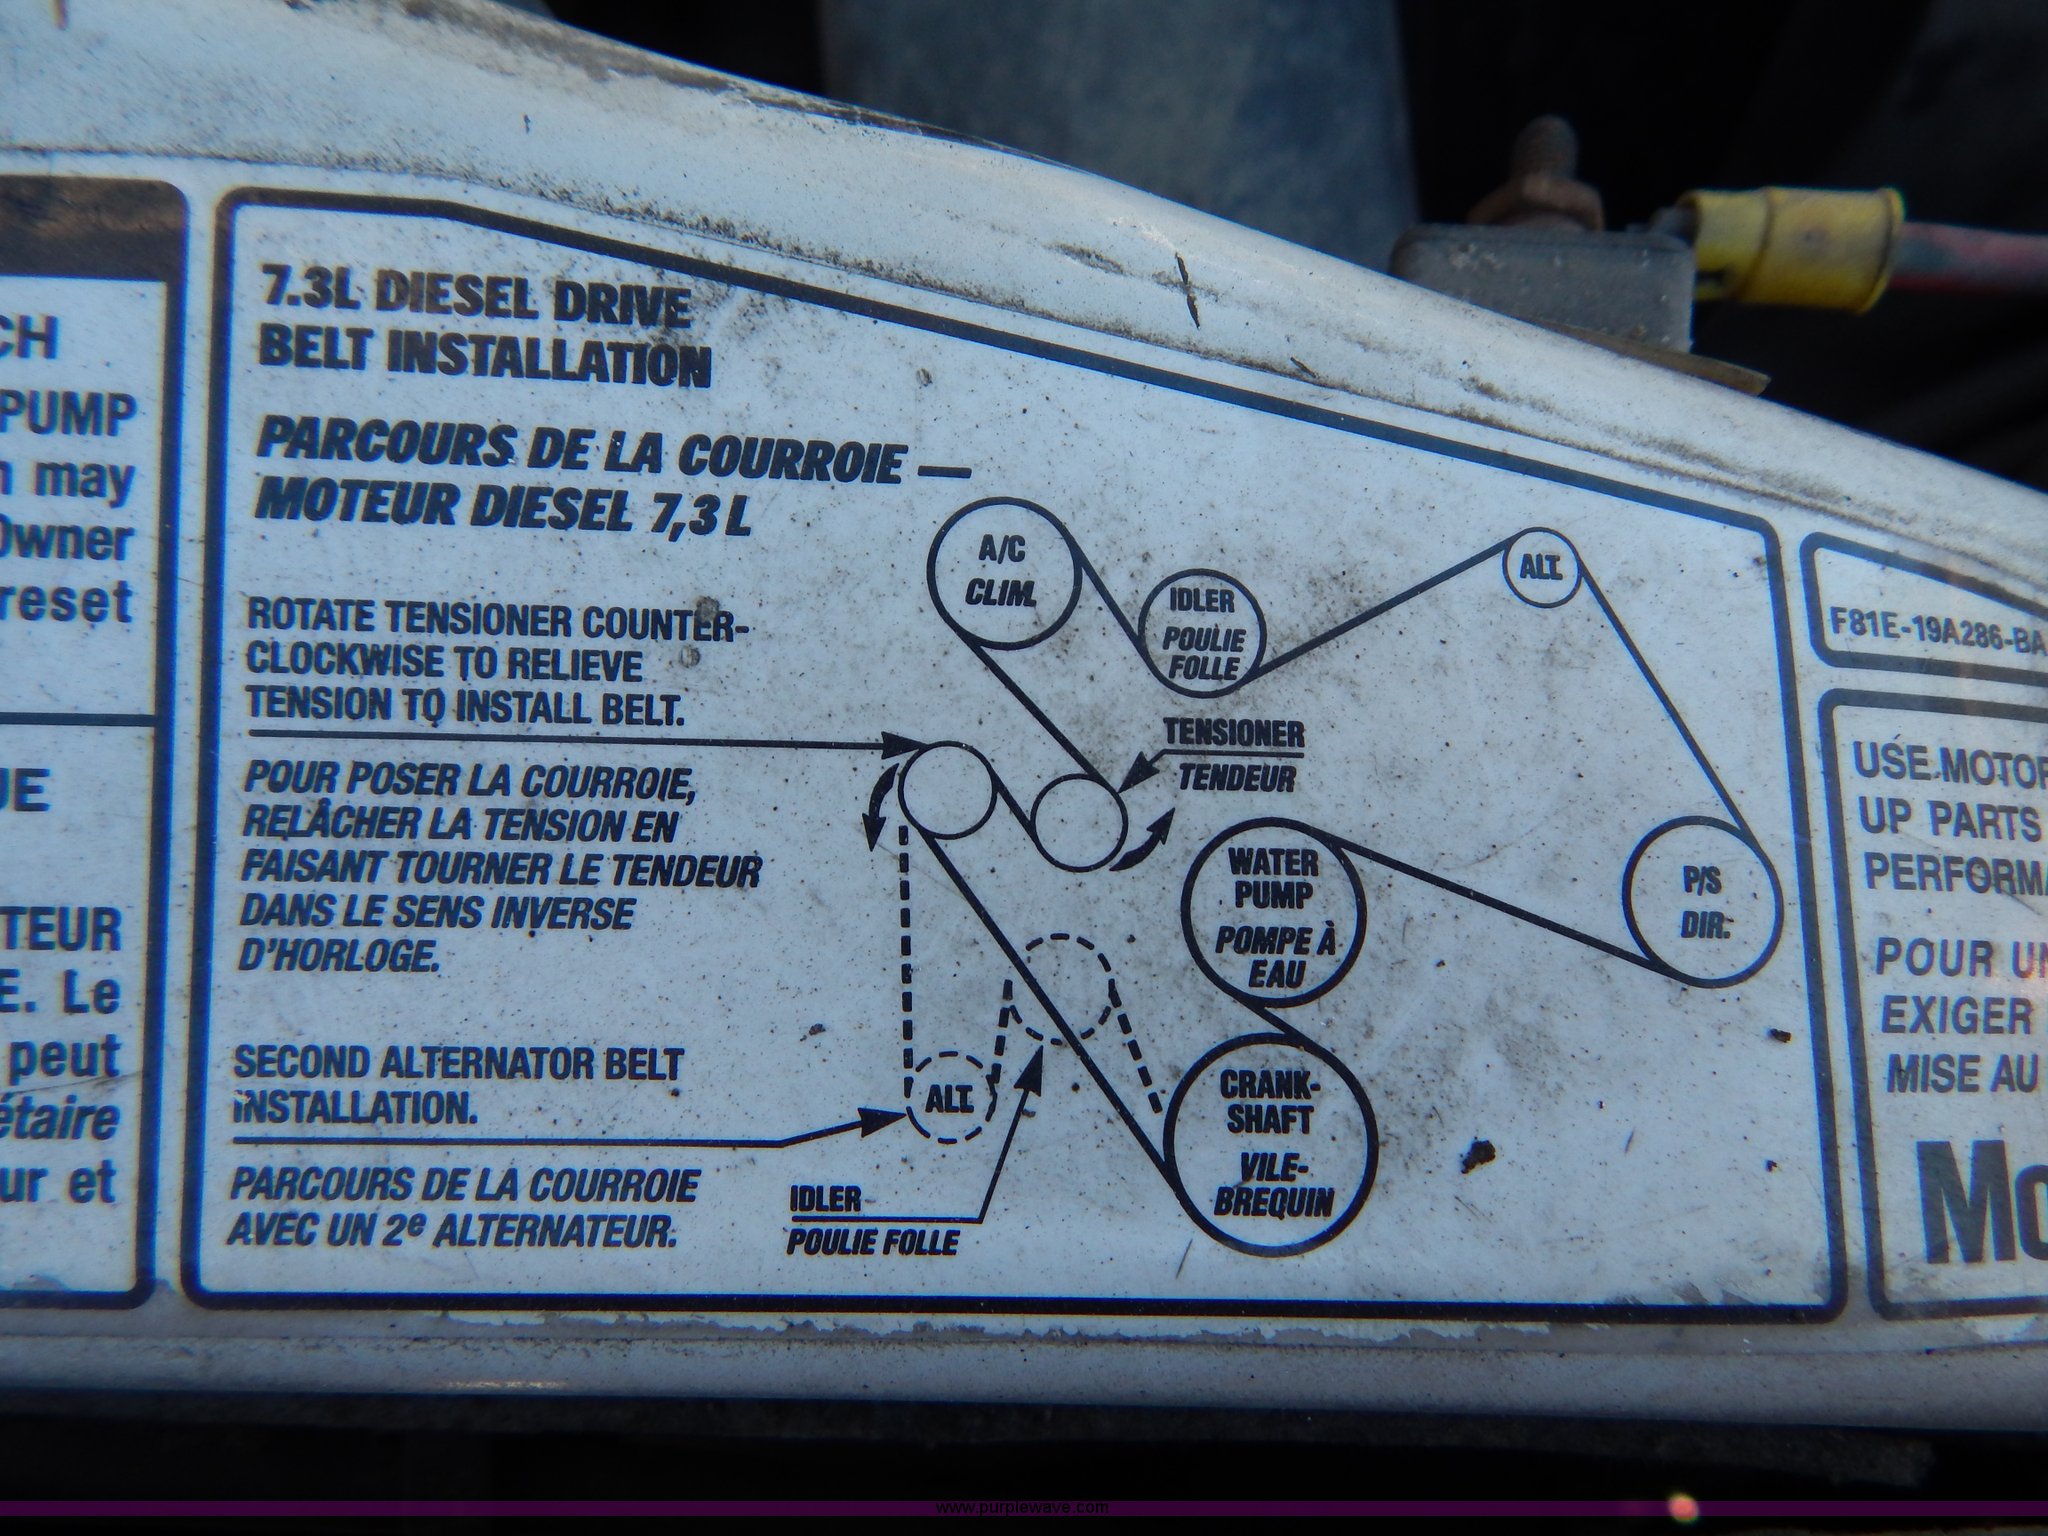 CH
PUMP
may
Owner
reset
UE
TEUR
E. Le
peut
étaire
ur et
7.3L DIESEL DRIVE
BELT INSTALLATION
PARCOURS DE LA COURROIE —
MOTEUR DIESEL 7,3 L
ROTATE TENSIONER COUNTER-
CLOCKWISE TO RELIEVE
TENSION TO INSTALL BELT.
POUR POSER LA COURROIE,
RELÂCHER LA TENSION EN
FAISANT TOURNER LE TENDEUR
DANS LE SENS INVERSE
D'HORLOGE.
SECOND ALTERNATOR BELT
INSTALLATION.
PARCOURS DE LA COURROIE
AVEC UN 2e ALTERNATEUR.
A/C
CLIM.
IDLER
POULIE
FOLLE
ALT.
TENSIONER
TENDEUR
WATER
PUMP
POMPE À
EAU
P/S
DIR.
ALT.
CRANK-
SHAFT
VILE-
BREQUIN
IDLER
POULIE FOLLE
F81E-19A286-BA
USE MOTOR
UP PARTS
PERFORMA
POUR UN
EXIGER
MISE AU
Mo
www.purplewave.com